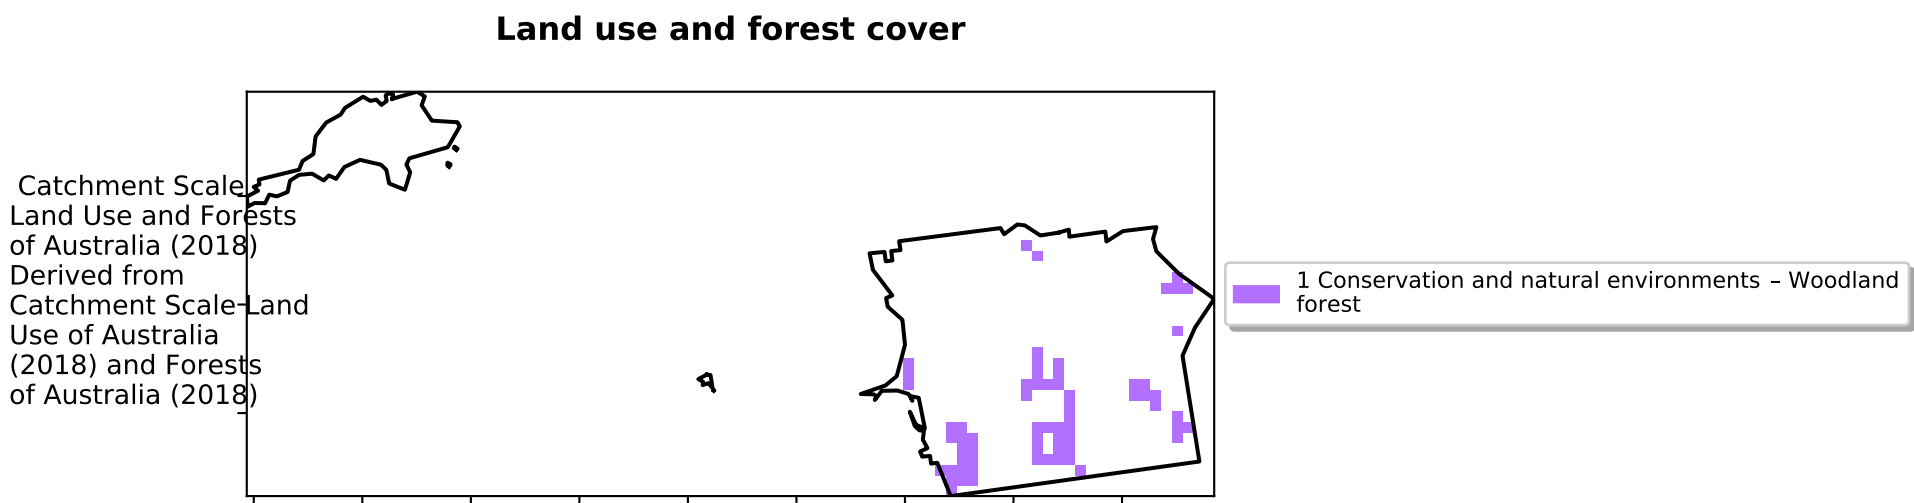 Land use and forest cover
Catchment Scale
Land Use and Forests
of Australia (2018)
Derived from
Catchment Scale Land
Use of Australia
(2018) and Forests
of Australia (2018)
1 Conservation and natural environments – Woodland
forest